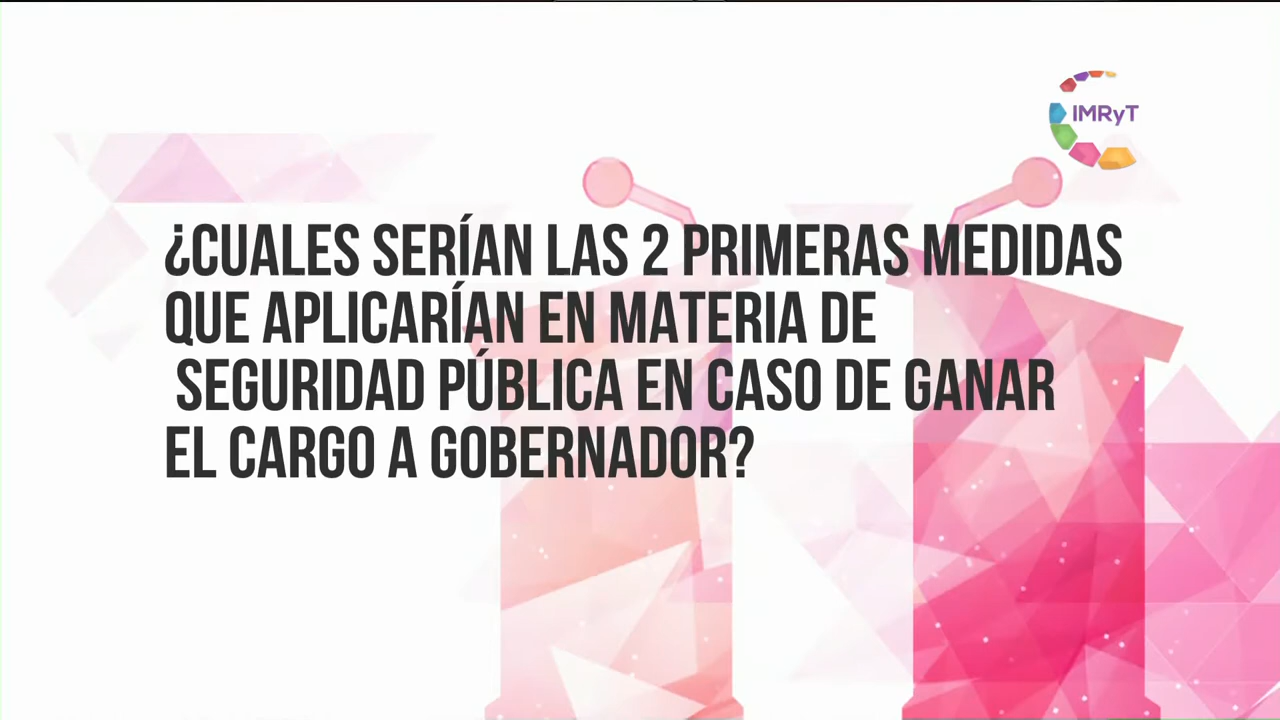 IMRyT
¿CUALES SERÍAN LAS 2 PRIMERAS MEDIDAS
QUE APLICARÍAN EN MATERIA DE
SEGURIDAD PÚBLICA EN CASO DE GANAR
EL CARGO A GOBERNADOR?